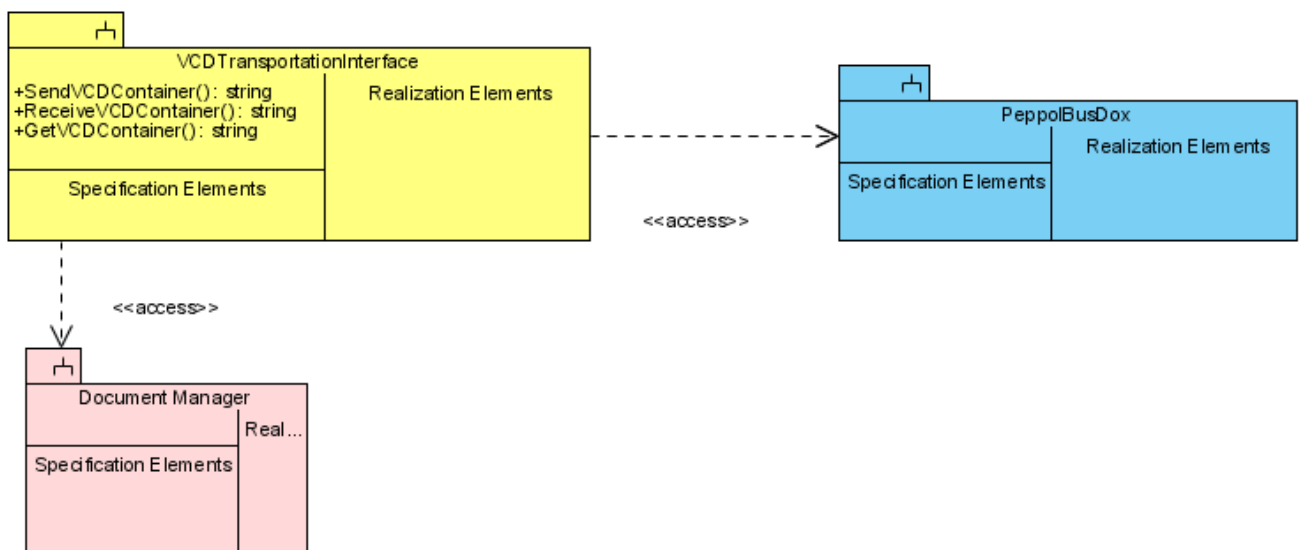 VCDTransportationInterface
+SendVCDContainer(): string
+ReceiveVCDContainer(): string
+GetVCDContainer(): string
Realization Elements
Specification Elements
<<access>>
PeppolBusDox
Realization Elements
Specification Elements
<<access>>
Document Manager
Real...
Specification Elements